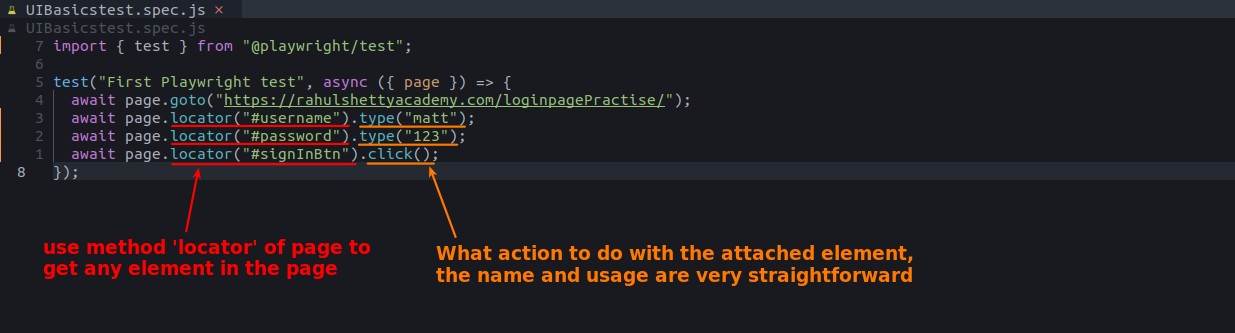 UIBasicstest.spec.js ×
UIBasicstest.spec.js
7 import { test } from "@playwright/test";
6
5 test("First Playwright test", async ({ page }) => {
4 await page.goto("https://rahulshettyacademy.com/loginpagePractise/");
3 await page.locator("#username").type("matt");
2 await page.locator("#password").type("123");
1 await page.locator("#signInBtn").click();
8 });
use method 'locator' of page to
get any element in the page
What action to do with the attached element,
the name and usage are very straightforward